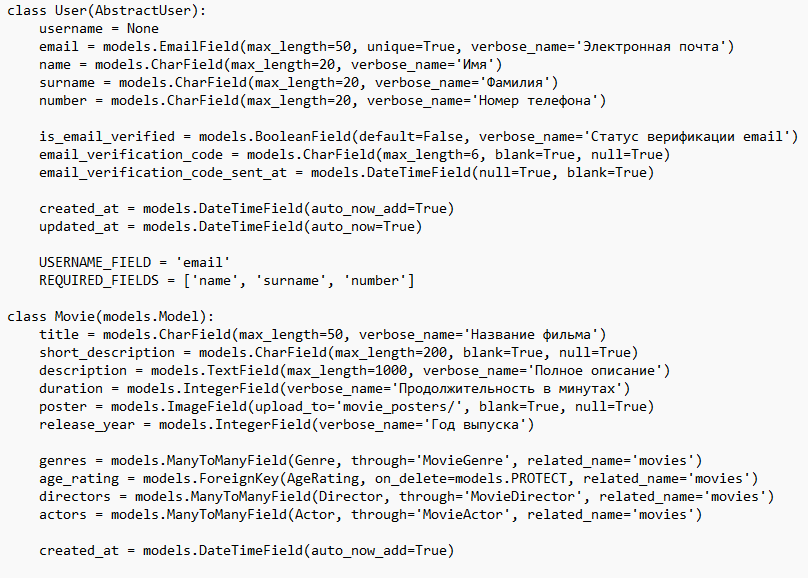 class User(AbstractUser):
    username = None
    email = models.EmailField(max_length=50, unique=True, verbose_name='Электронная почта')
    name = models.CharField(max_length=20, verbose_name='Имя')
    surname = models.CharField(max_length=20, verbose_name='Фамилия')
    number = models.CharField(max_length=20, verbose_name='Номер телефона')

    is_email_verified = models.BooleanField(default=False, verbose_name='Статус верификации email')
    email_verification_code = models.CharField(max_length=6, blank=True, null=True)
    email_verification_code_sent_at = models.DateTimeField(null=True, blank=True)

    created_at = models.DateTimeField(auto_now_add=True)
    updated_at = models.DateTimeField(auto_now=True)

    USERNAME_FIELD = 'email'
    REQUIRED_FIELDS = ['name', 'surname', 'number']

class Movie(models.Model):
    title = models.CharField(max_length=50, verbose_name='Название фильма')
    short_description = models.CharField(max_length=200, blank=True, null=True)
    description = models.TextField(max_length=1000, verbose_name='Полное описание')
    duration = models.IntegerField(verbose_name='Продолжительность в минутах')
    poster = models.ImageField(upload_to='movie_posters/', blank=True, null=True)
    release_year = models.IntegerField(verbose_name='Год выпуска')

    genres = models.ManyToManyField(Genre, through='MovieGenre', related_name='movies')
    age_rating = models.ForeignKey(AgeRating, on_delete=models.PROTECT, related_name='movies')
    directors = models.ManyToManyField(Director, through='MovieDirector', related_name='movies')
    actors = models.ManyToManyField(Actor, through='MovieActor', related_name='movies')

    created_at = models.DateTimeField(auto_now_add=True)